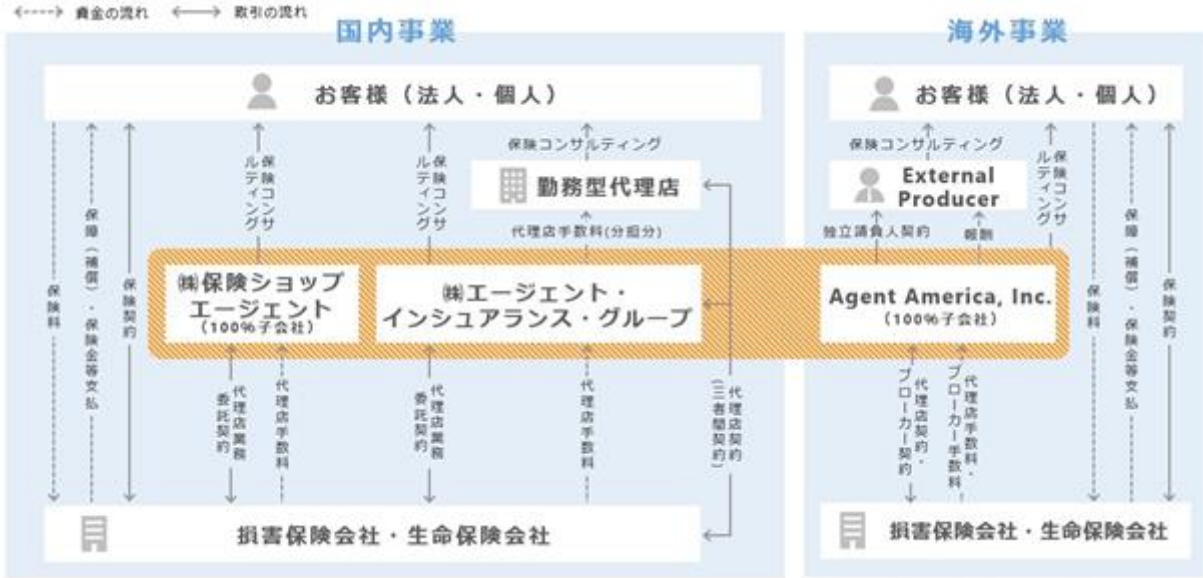 資金の流れ 取引の流れ
国内事業
お客様（法人・個人）
保険料
保障（補償）・保険金等支払
保険契約
保険コンサ
ルティング
保険コンサ
ルティング
保険コンサルティング
勤務型代理店
代理店手数料(分担分)
㈱保険ショップ
エージェント
（100%子会社）
㈱エージェント・
インシュアランス・グループ
代理店業務
委託契約
代理店手数料
代理店業務
委託契約
代理店手数料
代理店契約
(三者間契約)
損害保険会社・生命保険会社
海外事業
お客様（法人・個人）
保険コンサルティング
External
Producer
独立請負人契約
報酬
保険コンサ
ルティング
Agent America, Inc.
（100%子会社）
代理店契約・
ブローカー契約
代理店手数料・
ブローカー手数料
保険料
保障（補償）・保険金等支払
保険契約
損害保険会社・生命保険会社